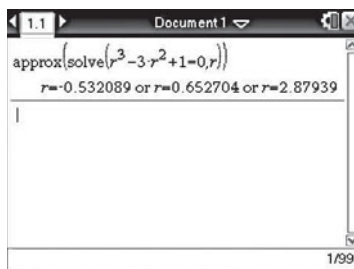 1.1 Document 1
approx(solve(r³−3·r²+1=0,r))
r=-0.532089 or r=0.652704 or r=2.87939
1/99